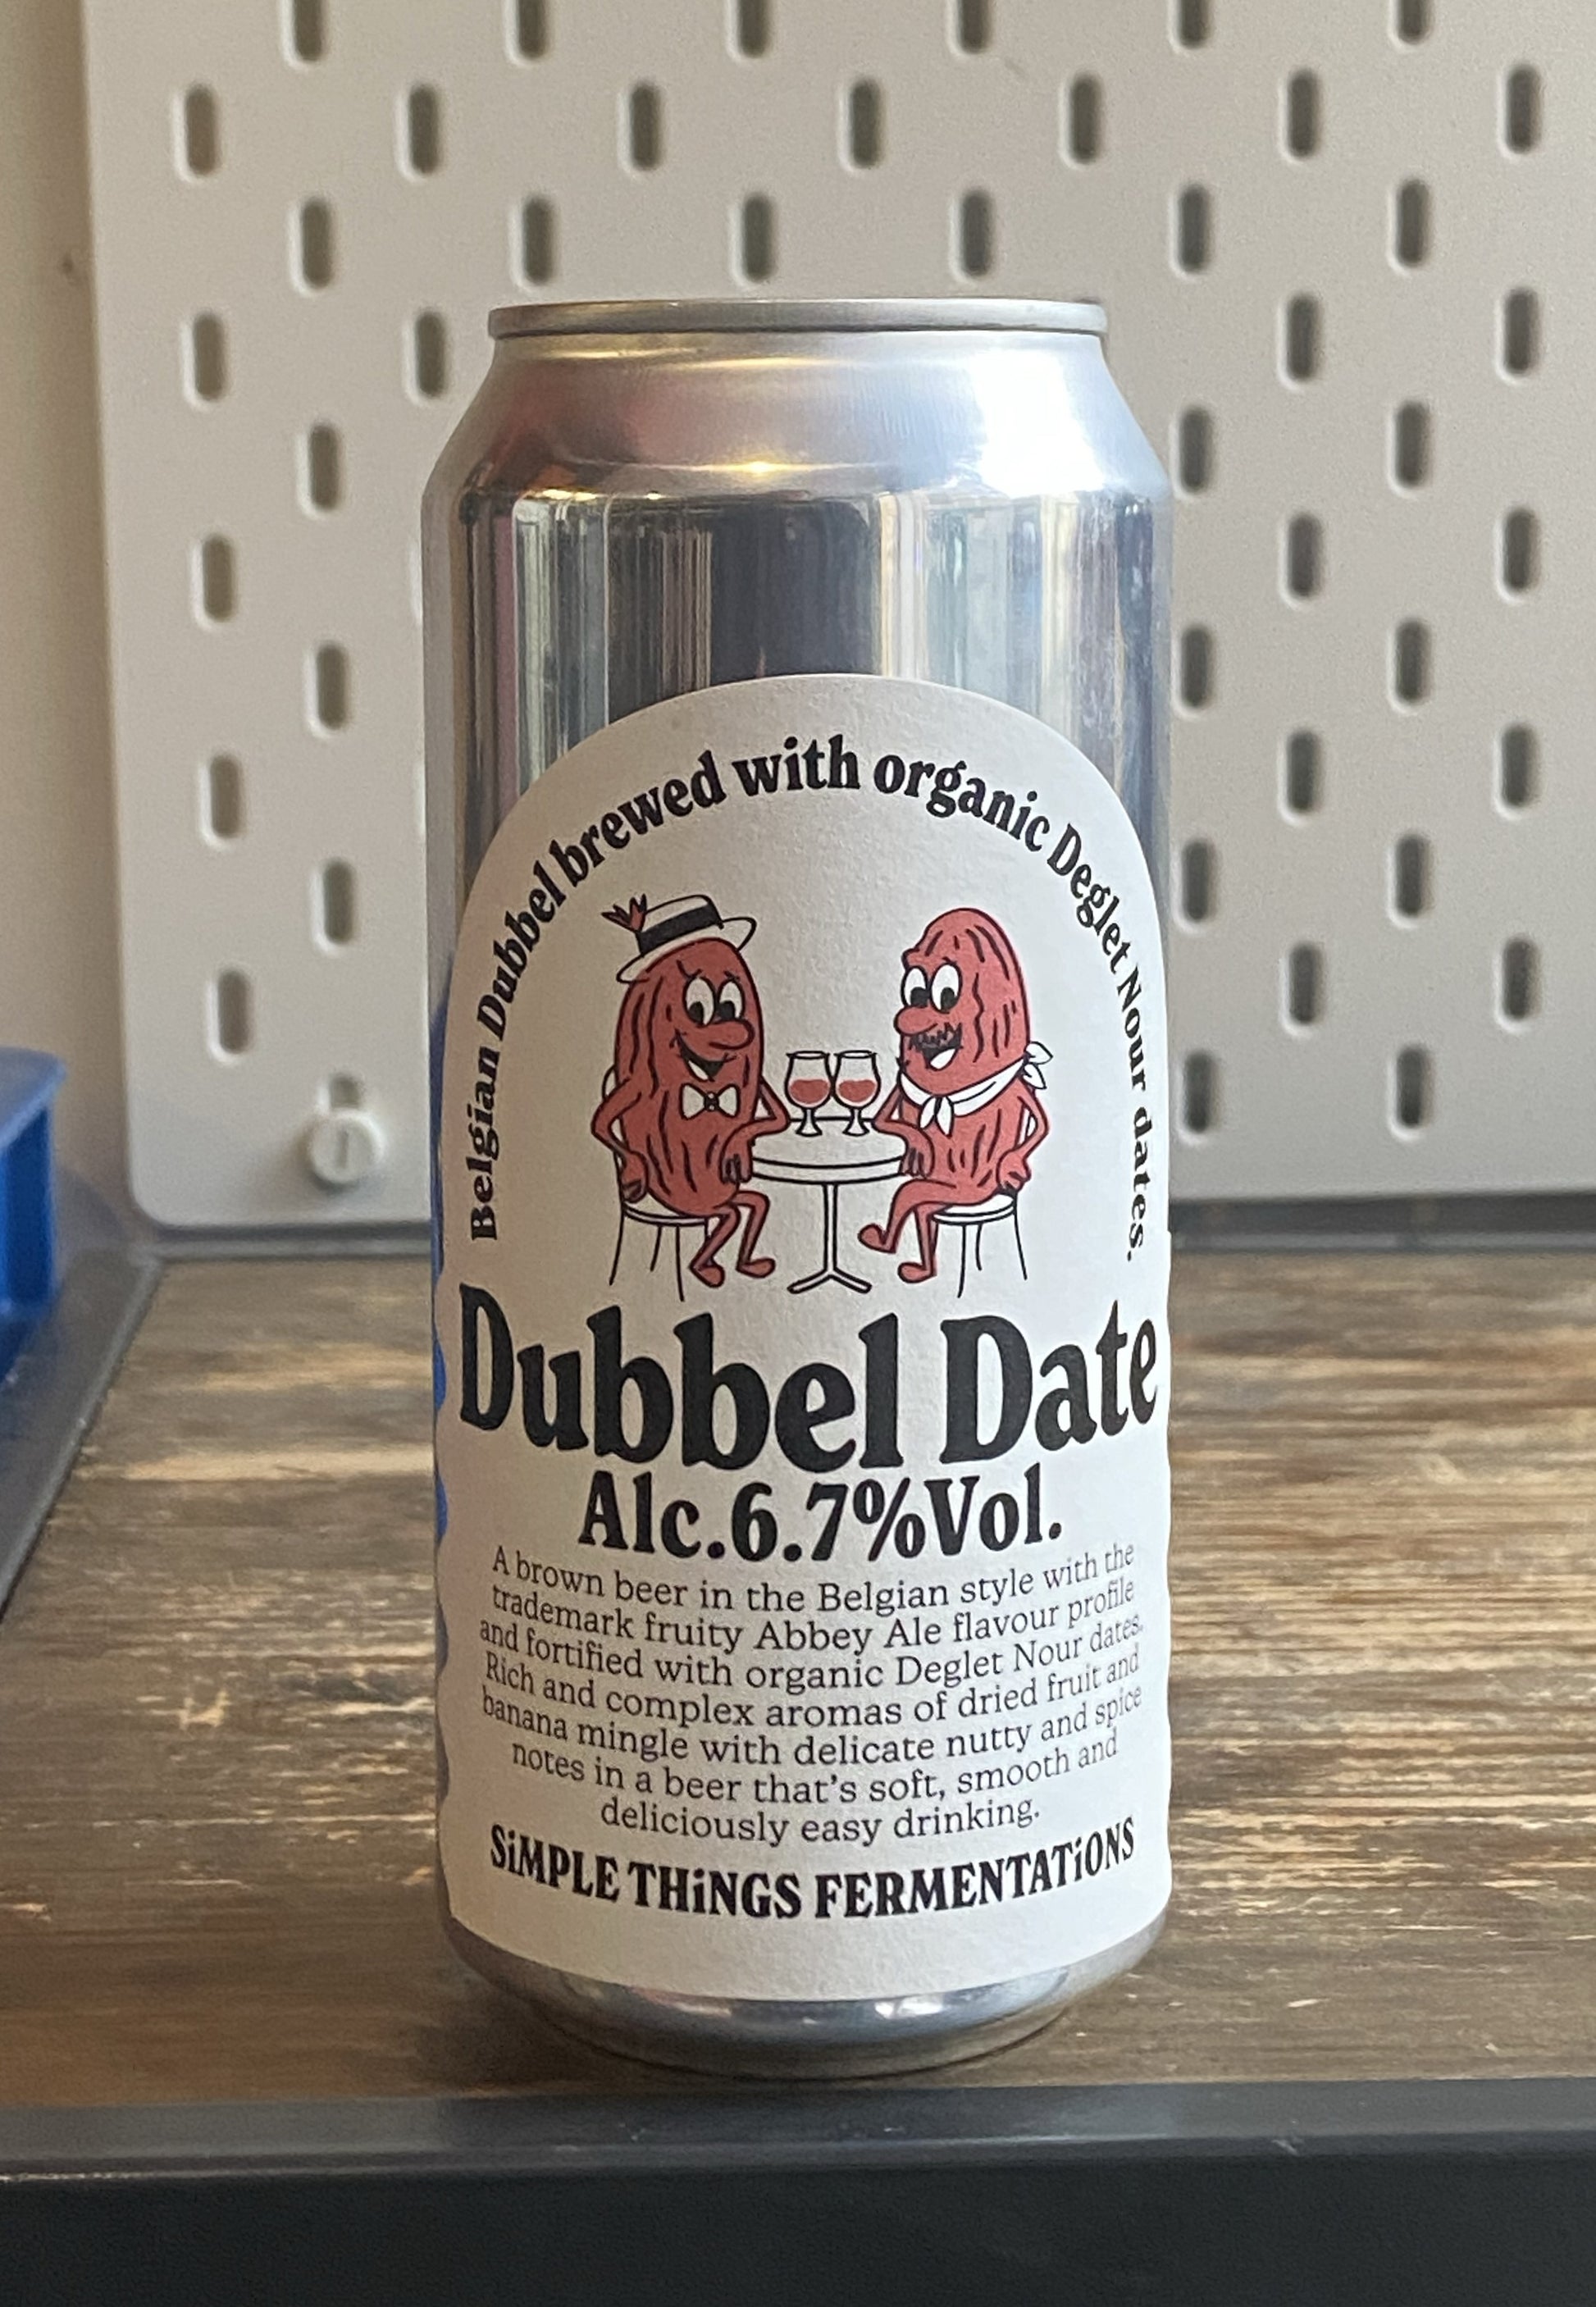 Belgian Dubbel brewed with organic Deglet Nour dates.
Dubbel Date
Alc.6.7%Vol.
A brown beer in the Belgian style with the
trademark fruity Abbey Ale flavour profile
and fortified with organic Deglet Nour dates.
Rich and complex aromas of dried fruit and
banana mingle with delicate nutty and spice
notes in a beer that's soft, smooth and
deliciously easy drinking.
SiMPLE THiNGS FERMENTATiONS